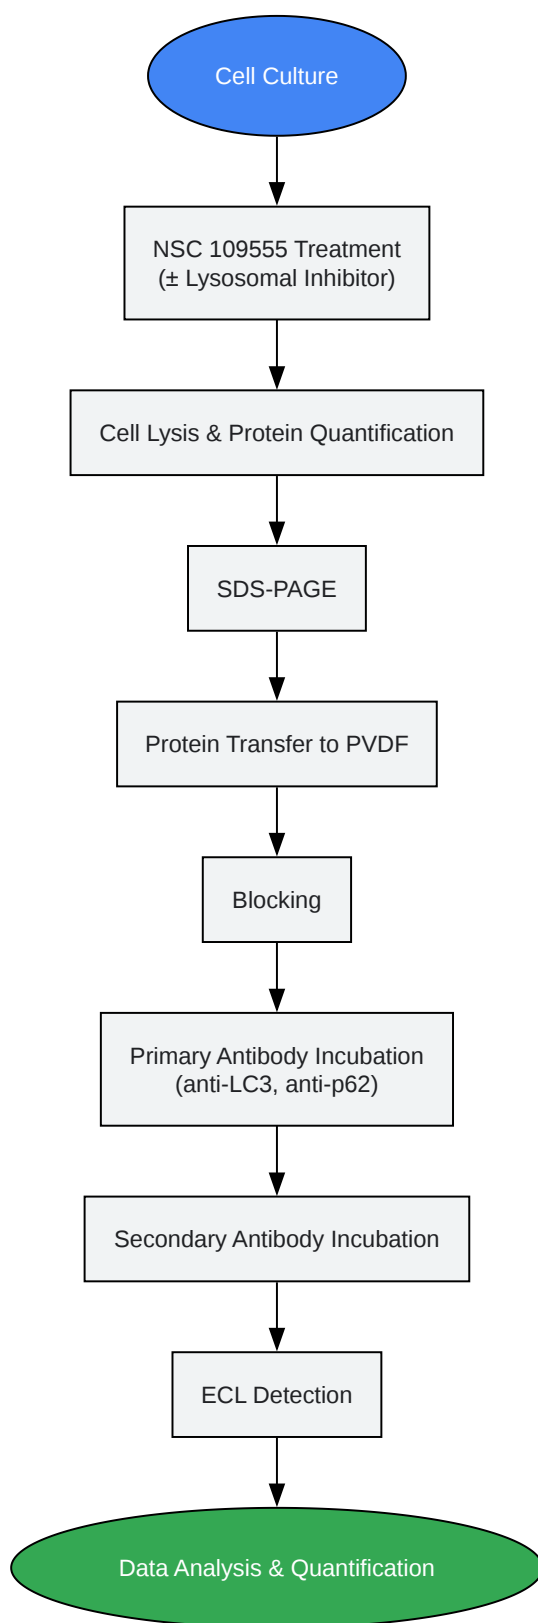 Cell Culture
NSC 109555 Treatment
(± Lysosomal Inhibitor)
Cell Lysis & Protein Quantification
SDS-PAGE
Protein Transfer to PVDF
Blocking
Primary Antibody Incubation
(anti-LC3, anti-p62)
Secondary Antibody Incubation
ECL Detection
Data Analysis & Quantification